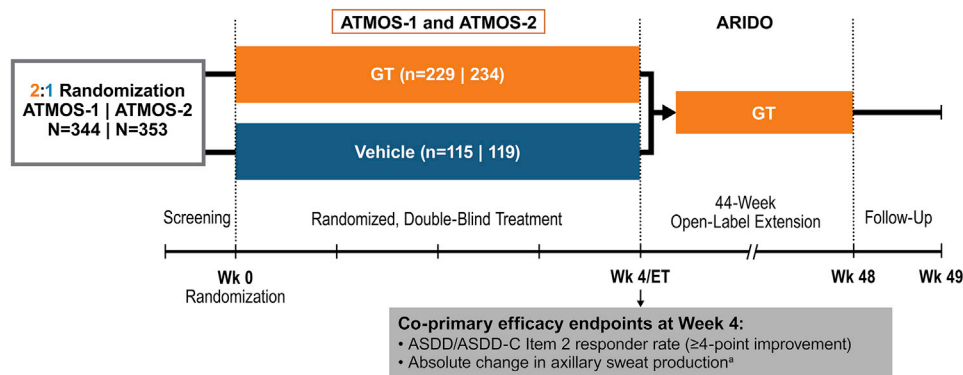 ATMOS-1 and ATMOS-2
ARIDO
2:1 Randomization
ATMOS-1 | ATMOS-2
N=344 | N=353
GT (n=229 | 234)
GT
Vehicle (n=115 | 119)
Screening
Randomized, Double-Blind Treatment
44-Week
Open-Label Extension
Follow-Up
Wk 0
Randomization
Wk 4/ET
Wk 48
Wk 49
Co-primary efficacy endpoints at Week 4:
• ASDD/ASDD-C Item 2 responder rate (≥4-point improvement)
• Absolute change in axillary sweat productionᵃ